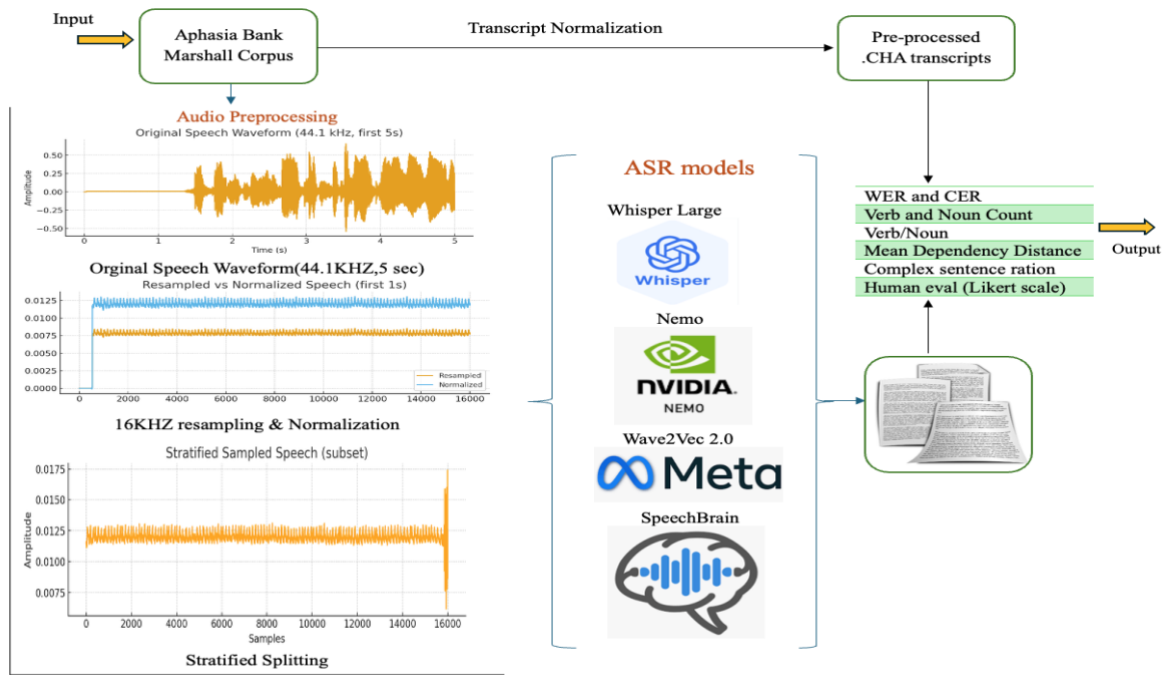 Input
Aphasia Bank
Marshall Corpus
Transcript Normalization
Pre-processed
.CHA transcripts
Audio Preprocessing
Original Speech Waveform (44.1 kHz, first 5s)
Amplitude
0.50
0.25
0.00
−0.25
−0.50
0 1 2 3 4 5
Time (s)
Orginal Speech Waveform(44.1KHZ,5 sec)
Resampled vs Normalized Speech (first 1s)
0.0125
0.0100
0.0075
0.0050
0.0025
0.0000
Resampled
Normalized
0 2000 4000 6000 8000 10000 12000 14000 16000
16KHZ resampling & Normalization
Stratified Sampled Speech (subset)
Amplitude
0.0175
0.0150
0.0125
0.0100
0.0075
0 2000 4000 6000 8000 10000 12000 14000 16000
Samples
Stratified Splitting
ASR models
Whisper Large
Whisper
Nemo
NVIDIA.
NEMO
Wave2Vec 2.0
Meta
SpeechBrain
WER and CER
Verb and Noun Count
Verb/Noun
Mean Dependency Distance
Complex sentence ration
Human eval (Likert scale)
Output